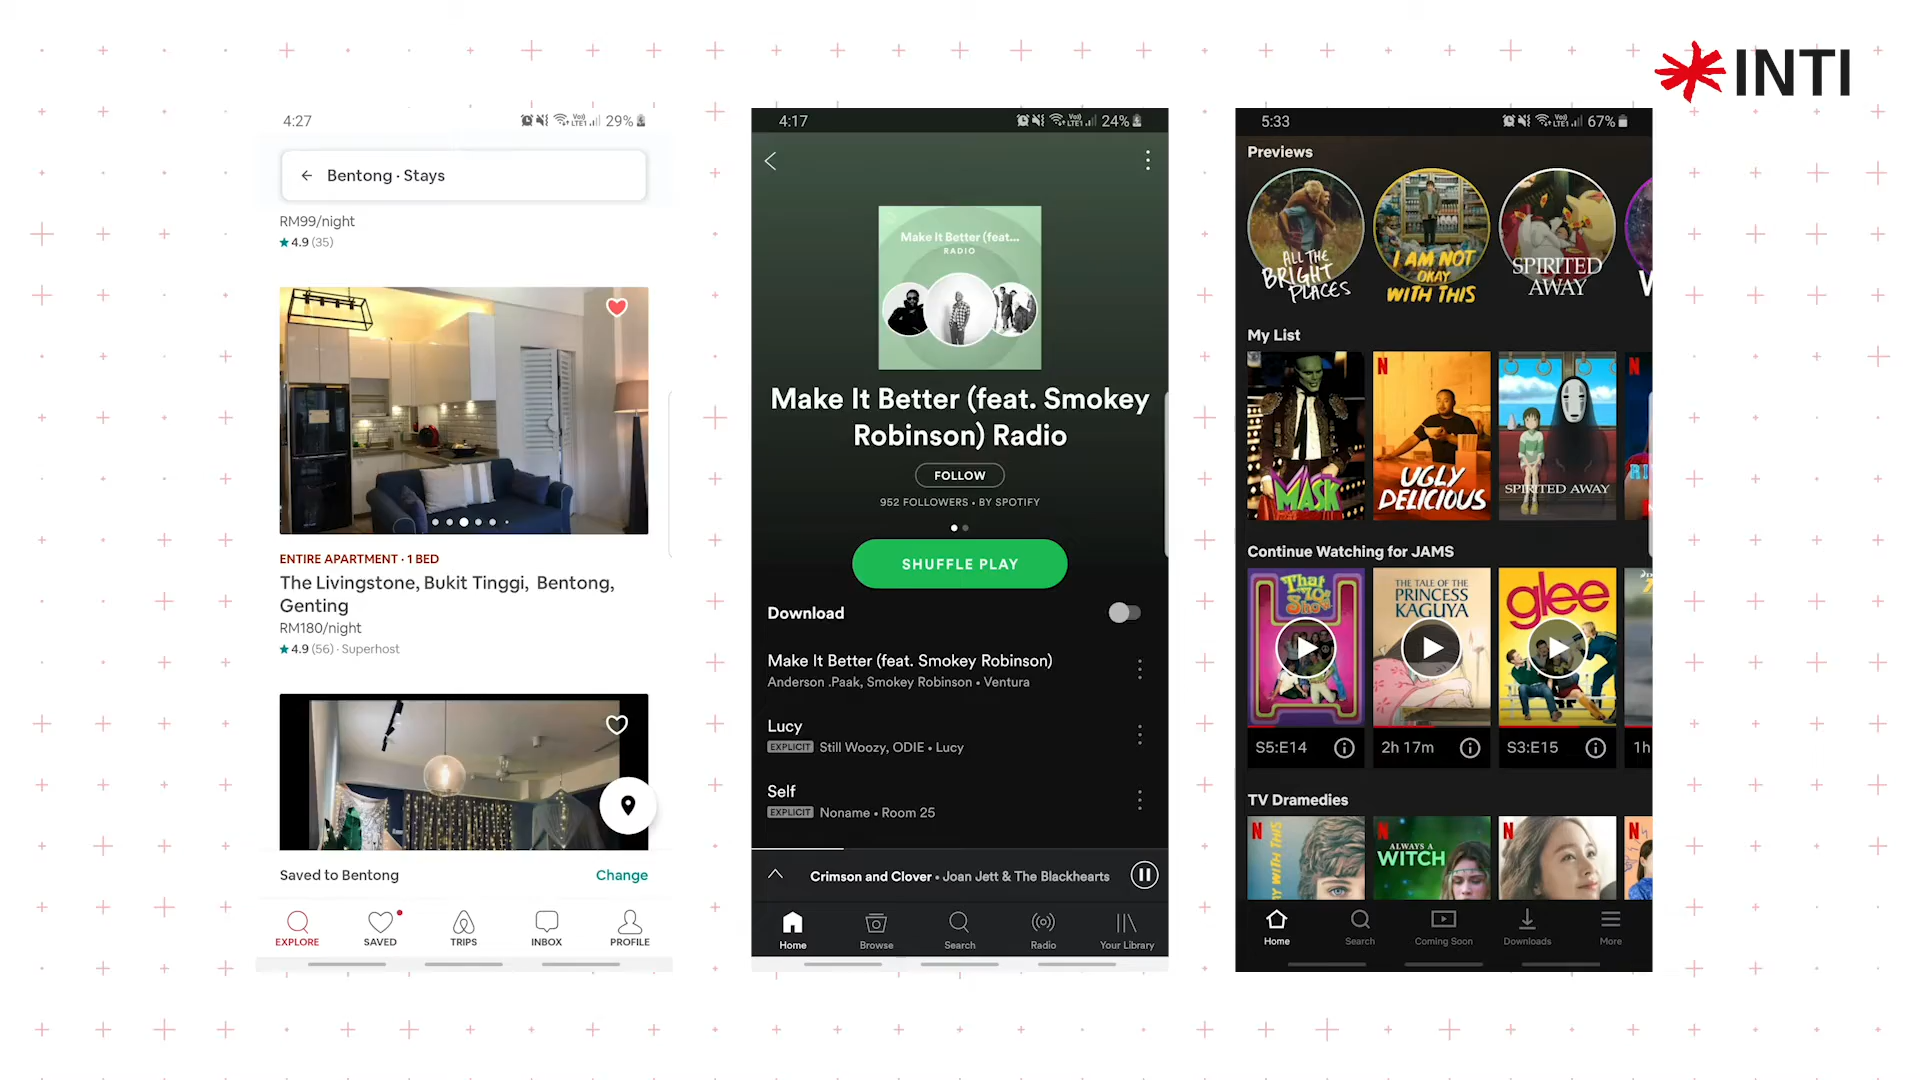 INTI
4:27
29%
Bentong · Stays
RM99/night
4.9 (35)
ENTIRE APARTMENT · 1 BED
The Livingstone, Bukit Tinggi, Bentong,
Genting
RM180/night
4.9 (56) · Superhost
Saved to Bentong
Change
EXPLORE
SAVED
TRIPS
INBOX
PROFILE
4:17
24%
Make It Better (feat...
RADIO
Make It Better (feat. Smokey
Robinson) Radio
FOLLOW
952 FOLLOWERS • BY SPOTIFY
SHUFFLE PLAY
Download
Make It Better (feat. Smokey Robinson)
Anderson .Paak, Smokey Robinson • Ventura
Lucy
EXPLICIT Still Woozy, ODIE • Lucy
Self
EXPLICIT Noname • Room 25
Crimson and Clover • Joan Jett & The Blackhearts
Home
Browse
Search
Radio
Your Library
5:33
67%
Previews
ALL THE
BRIGHT
PLACES
I AM NOT
OKAY
WITH THIS
SPIRITED
AWAY
My List
MASK
N
UGLY
DELICIOUS
SPIRITED AWAY
N
Continue Watching for JAMS
That
'70s
Show
THE TALE OF THE
PRINCESS
KAGUYA
glee
S5:E14
2h 17m
S3:E15
1h
TV Dramedies
N
WITH THIS
N
ALWAYS A
WITCH
N
N
Home
Search
Coming Soon
Downloads
More